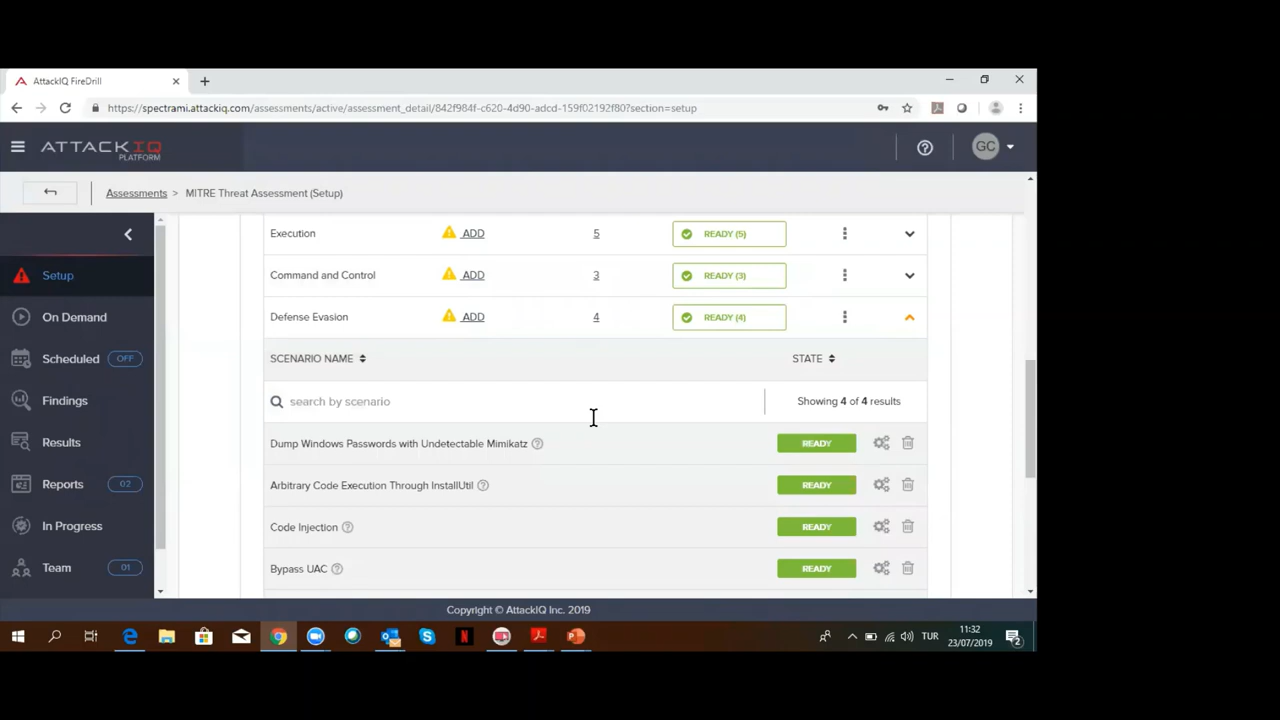 AttackIQ FireDrill
https://spectrami.attackiq.com/assessments/active/assessment_detail/842f984f-c620-4d90-adcd-159f02192f80?section=setup
ATTACKIQ
PLATFORM
GC
Assessments > MITRE Threat Assessment (Setup)
Execution ADD 5 READY (5)
Setup
Command and Control ADD 3 READY (3)
On Demand
Defense Evasion ADD 4 READY (4)
Scheduled OFF
SCENARIO NAME STATE
Findings
search by scenario Showing 4 of 4 results
Results
Dump Windows Passwords with Undetectable Mimikatz READY
Reports 02
Arbitrary Code Execution Through InstallUtil READY
In Progress
Code Injection READY
Team 01
Bypass UAC READY
Copyright © AttackIQ Inc. 2019
TUR
11:32
23/07/2019
2